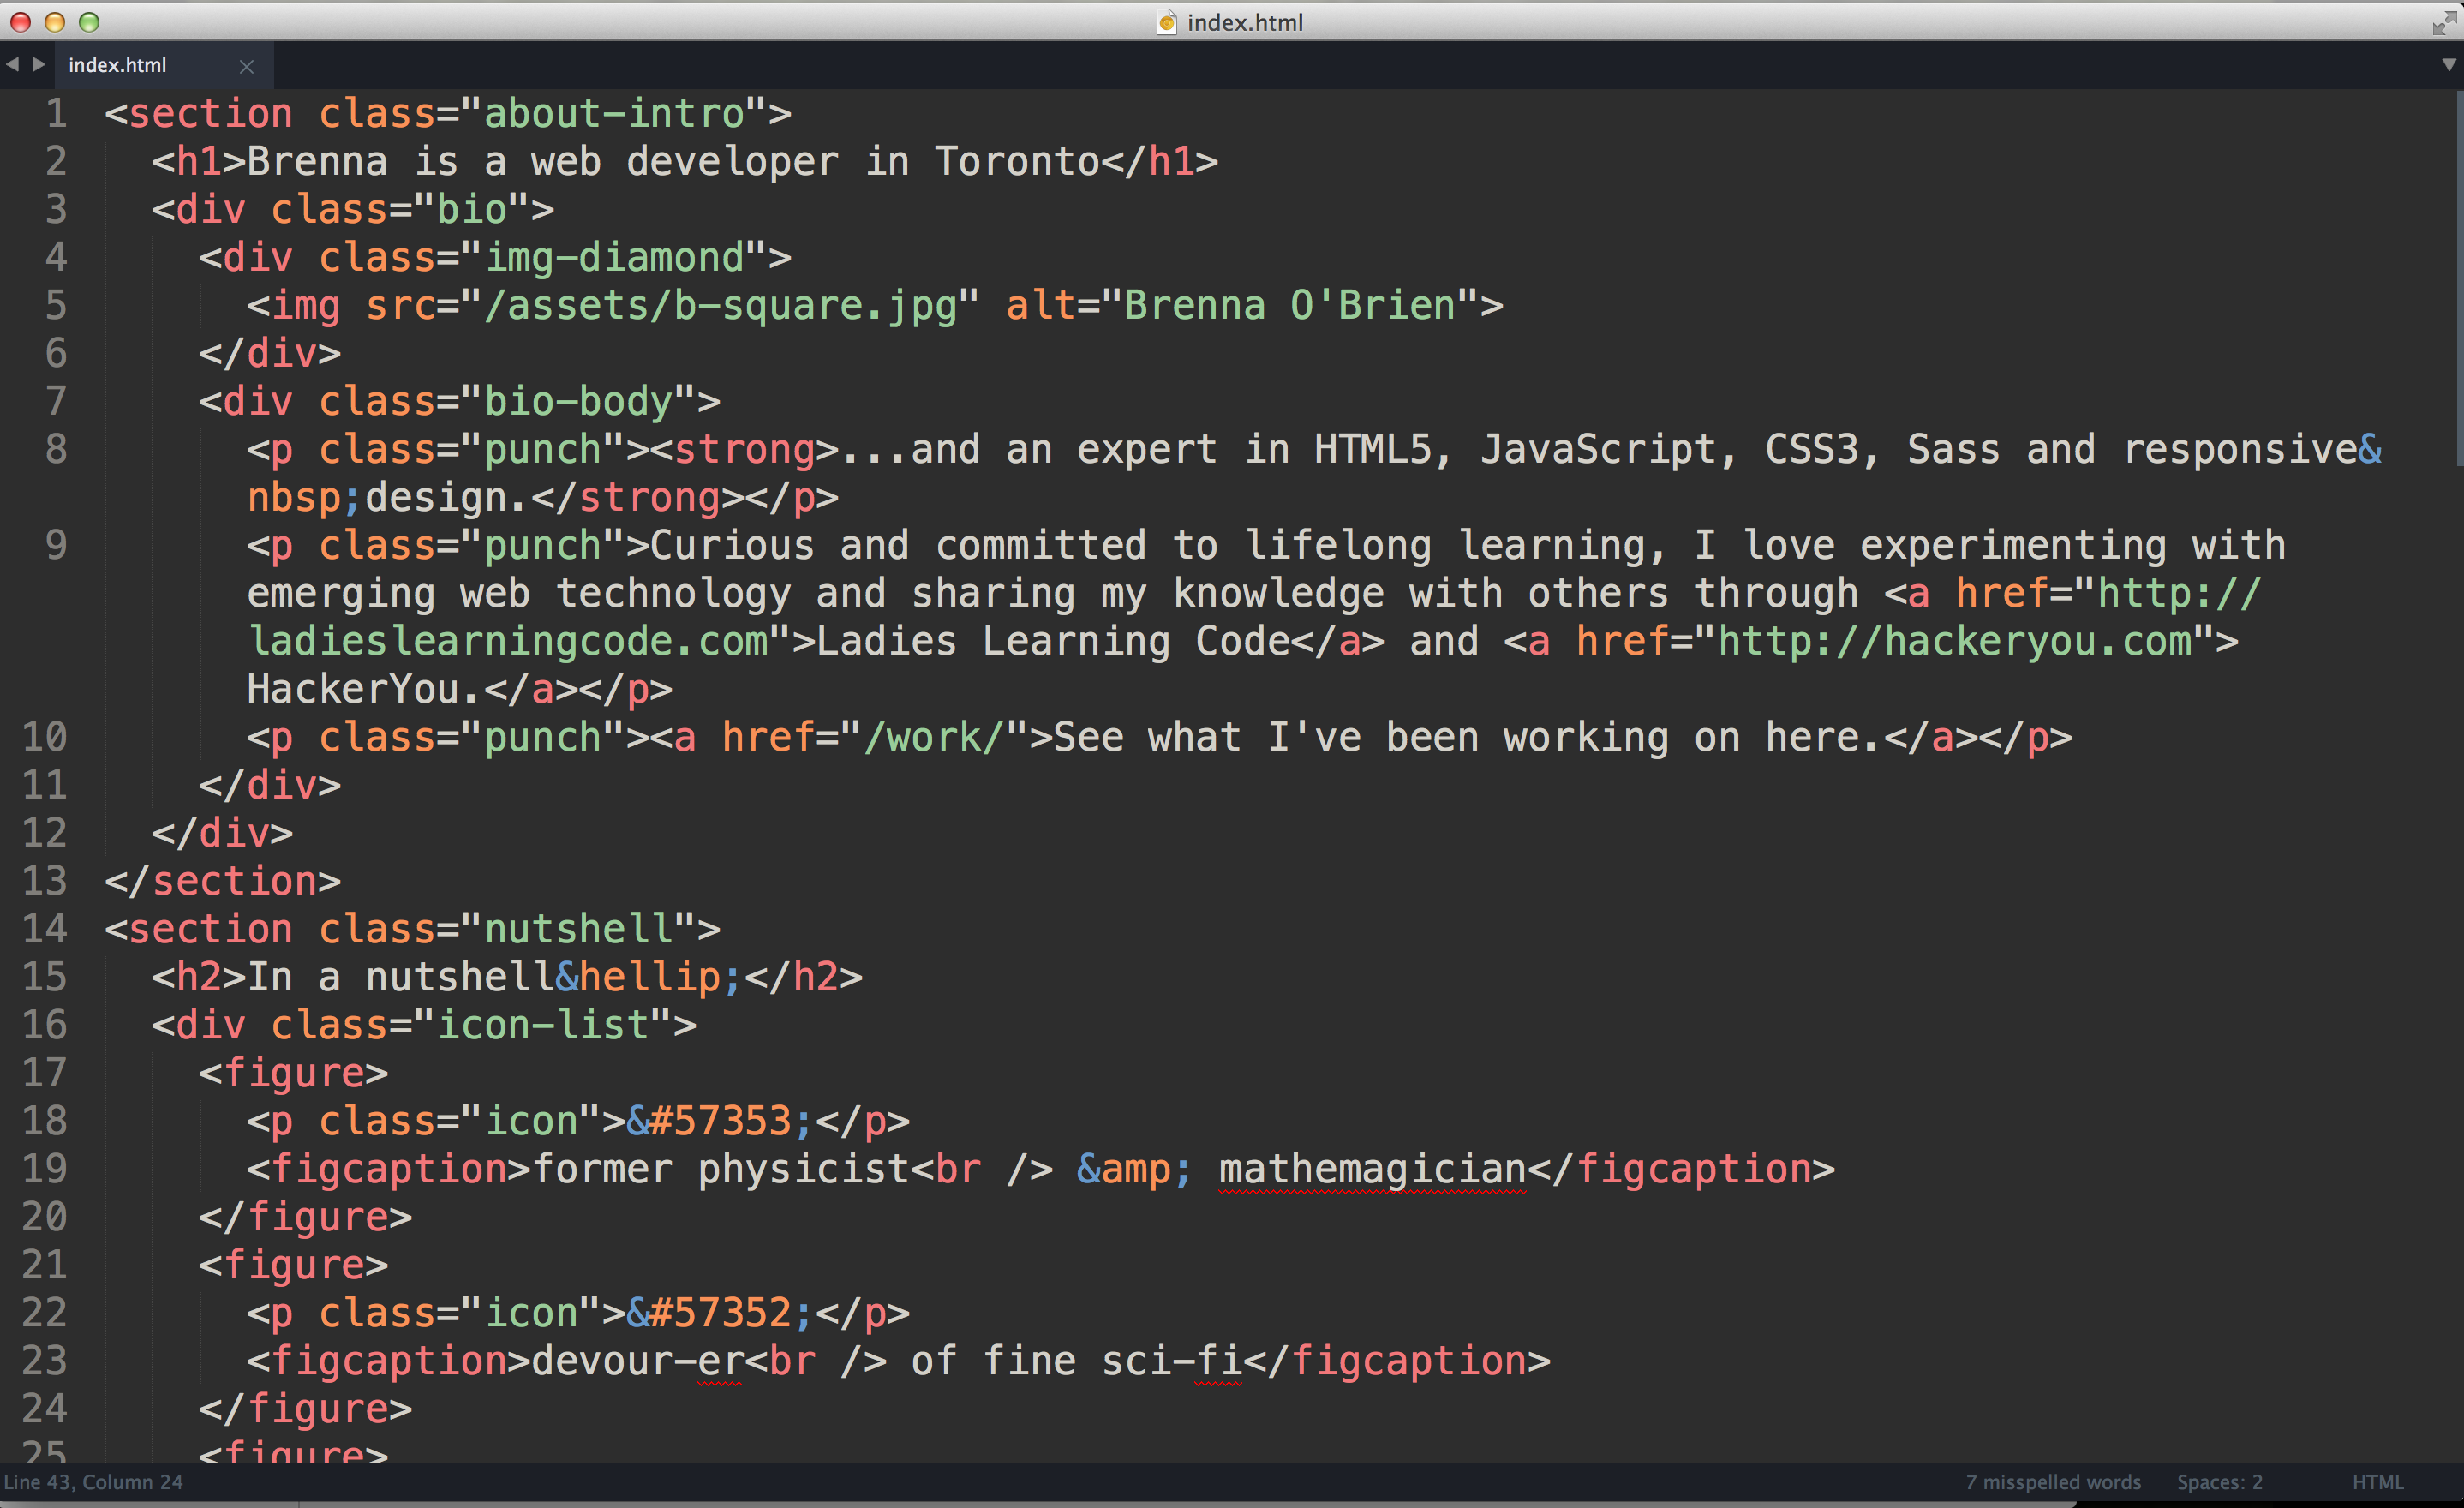 index.html
index.html
1 <section class="about-intro">
2   <h1>Brenna is a web developer in Toronto</h1>
3   <div class="bio">
4     <div class="img-diamond">
5       <img src="/assets/b-square.jpg" alt="Brenna O'Brien">
6     </div>
7     <div class="bio-body">
8       <p class="punch"><strong>...and an expert in HTML5, JavaScript, CSS3, Sass and responsive&
nbsp;design.</strong></p>
9       <p class="punch">Curious and committed to lifelong learning, I love experimenting with
emerging web technology and sharing my knowledge with others through <a href="http://
ladieslearningcode.com">Ladies Learning Code</a> and <a href="http://hackeryou.com">
HackerYou.</a></p>
10       <p class="punch"><a href="/work/">See what I've been working on here.</a></p>
11     </div>
12   </div>
13 </section>
14 <section class="nutshell">
15   <h2>In a nutshell&hellip;</h2>
16   <div class="icon-list">
17     <figure>
18       <p class="icon">&#57353;</p>
19       <figcaption>former physicist<br /> &amp; mathemagician</figcaption>
20     </figure>
21     <figure>
22       <p class="icon">&#57352;</p>
23       <figcaption>devour-er<br /> of fine sci-fi</figcaption>
24     </figure>
25     <figure>
Line 43, Column 24
7 misspelled words
Spaces: 2
HTML